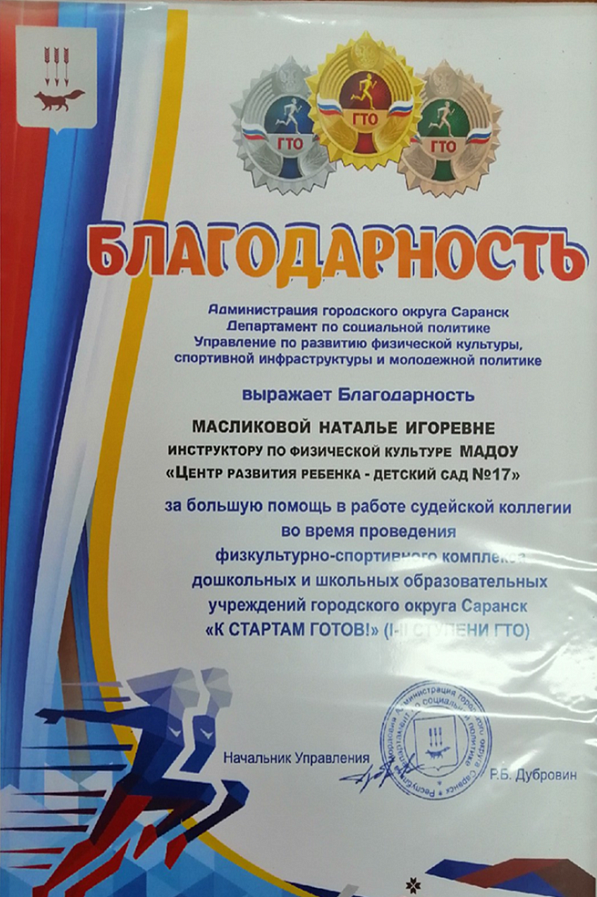 ГТО
ГТО
ГТО
БЛАГОДАРНОСТЬ
Администрация городского округа Саранск
Департамент по социальной политике
Управление по развитию физической культуры,
спортивной инфраструктуры и молодежной политике
выражает Благодарность
МАСЛИКОВОЙ НАТАЛЬЕ ИГОРЕВНЕ
ИНСТРУКТОРУ ПО ФИЗИЧЕСКОЙ КУЛЬТУРЕ МАДОУ
«ЦЕНТР РАЗВИТИЯ РЕБЕНКА - ДЕТСКИЙ САД №17»
за большую помощь в работе судейской коллегии
во время проведения
физкультурно-спортивного комплекса
дошкольных и школьных образовательных
учреждений городского округа Саранск
«К СТАРТАМ ГОТОВ!» (I-II СТУПЕНИ ГТО)
Начальник Управления
Р.Б. Дубровин